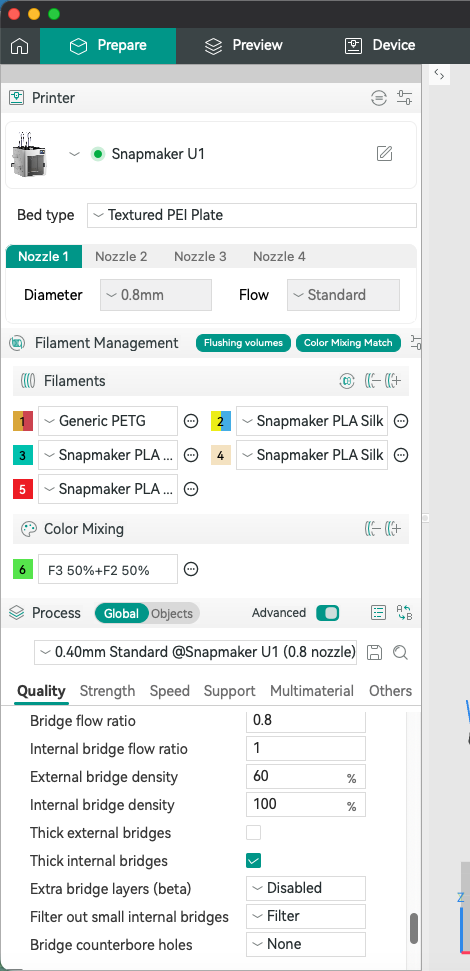 Prepare Preview Device
Printer
Snapmaker U1
Bed type Textured PEI Plate
Nozzle 1 Nozzle 2 Nozzle 3 Nozzle 4
Diameter 0.8mm Flow Standard
Filament Management Flushing volumes Color Mixing Match
Filaments
1 Generic PETG 2 Snapmaker PLA Silk
3 Snapmaker PLA ... 4 Snapmaker PLA Silk
5 Snapmaker PLA ...
Color Mixing
6 F3 50%+F2 50%
Process Global Objects Advanced
0.40mm Standard @Snapmaker U1 (0.8 nozzle)
Quality Strength Speed Support Multimaterial Others
Bridge flow ratio 0.8
Internal bridge flow ratio 1
External bridge density 60 %
Internal bridge density 100 %
Thick external bridges
Thick internal bridges
Extra bridge layers (beta) Disabled
Filter out small internal bridges Filter
Bridge counterbore holes None
Z